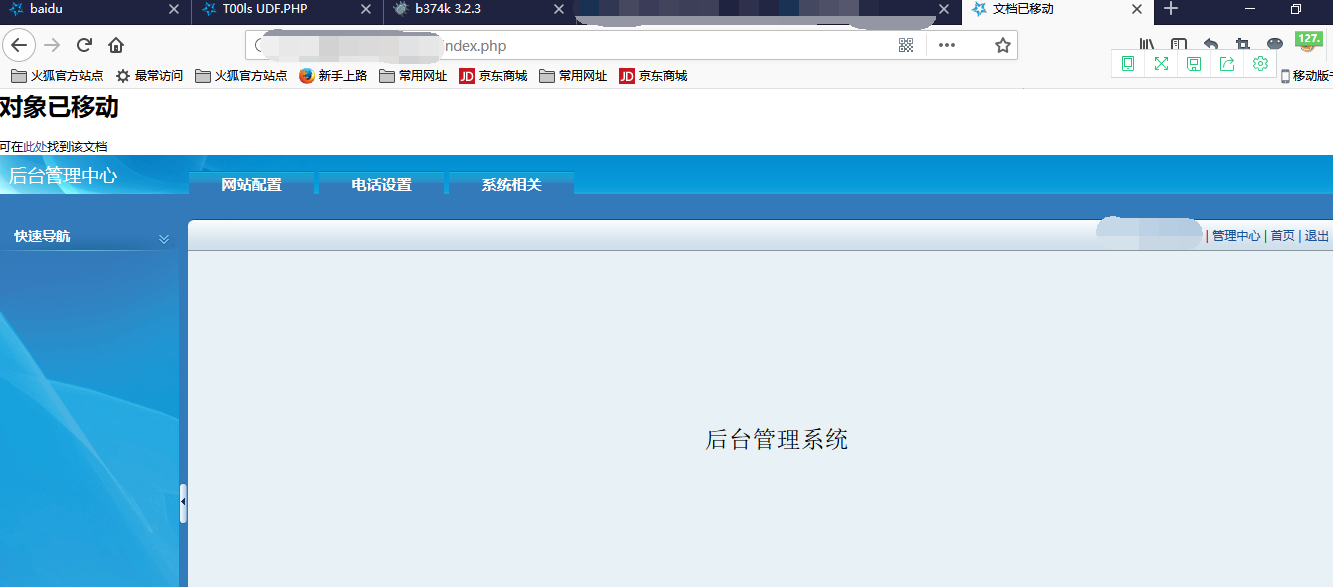 baidu T00ls UDF.PHP b374k 3.2.3 文档已移动
index.php
127.
火狐官方站点 最常访问 火狐官方站点 新手上路 常用网址 JD 京东商城 常用网址 JD 京东商城 移动版
对象已移动
可在此处找到该文档
后台管理中心 网站配置 电话设置 系统相关
快速导航 | 管理中心 | 首页 | 退出
后台管理系统